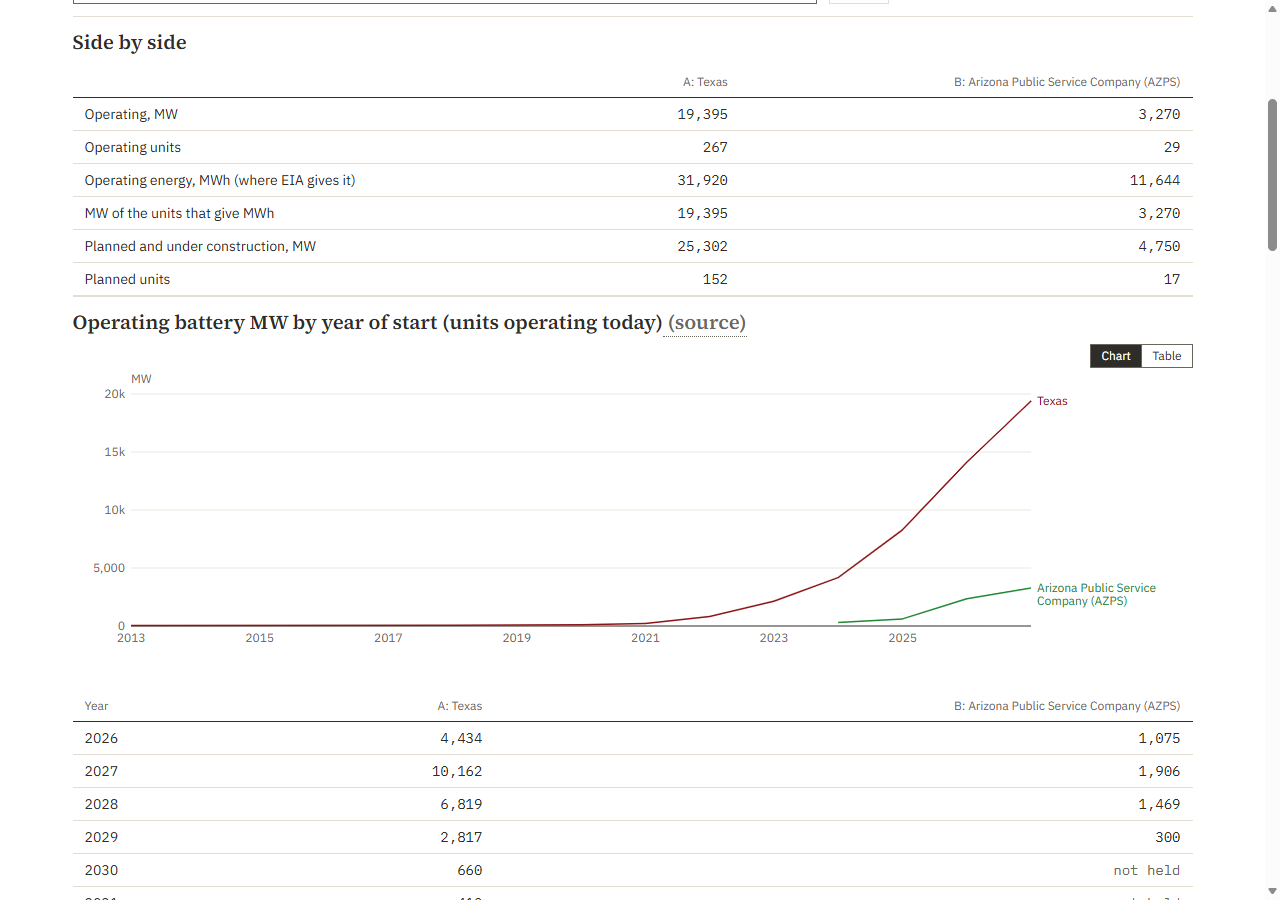 Side by side
A: Texas B: Arizona Public Service Company (AZPS)
Operating, MW 19,395 3,270
Operating units 267 29
Operating energy, MWh (where EIA gives it) 31,920 11,644
MW of the units that give MWh 19,395 3,270
Planned and under construction, MW 25,302 4,750
Planned units 152 17
Operating battery MW by year of start (units operating today) (source)
Chart Table
MW
20k
Texas
15k
10k
5,000
Arizona Public Service
Company (AZPS)
0
2013 2015 2017 2019 2021 2023 2025
Year A: Texas B: Arizona Public Service Company (AZPS)
2026 4,434 1,075
2027 10,162 1,906
2028 6,819 1,469
2029 2,817 300
2030 660 not held